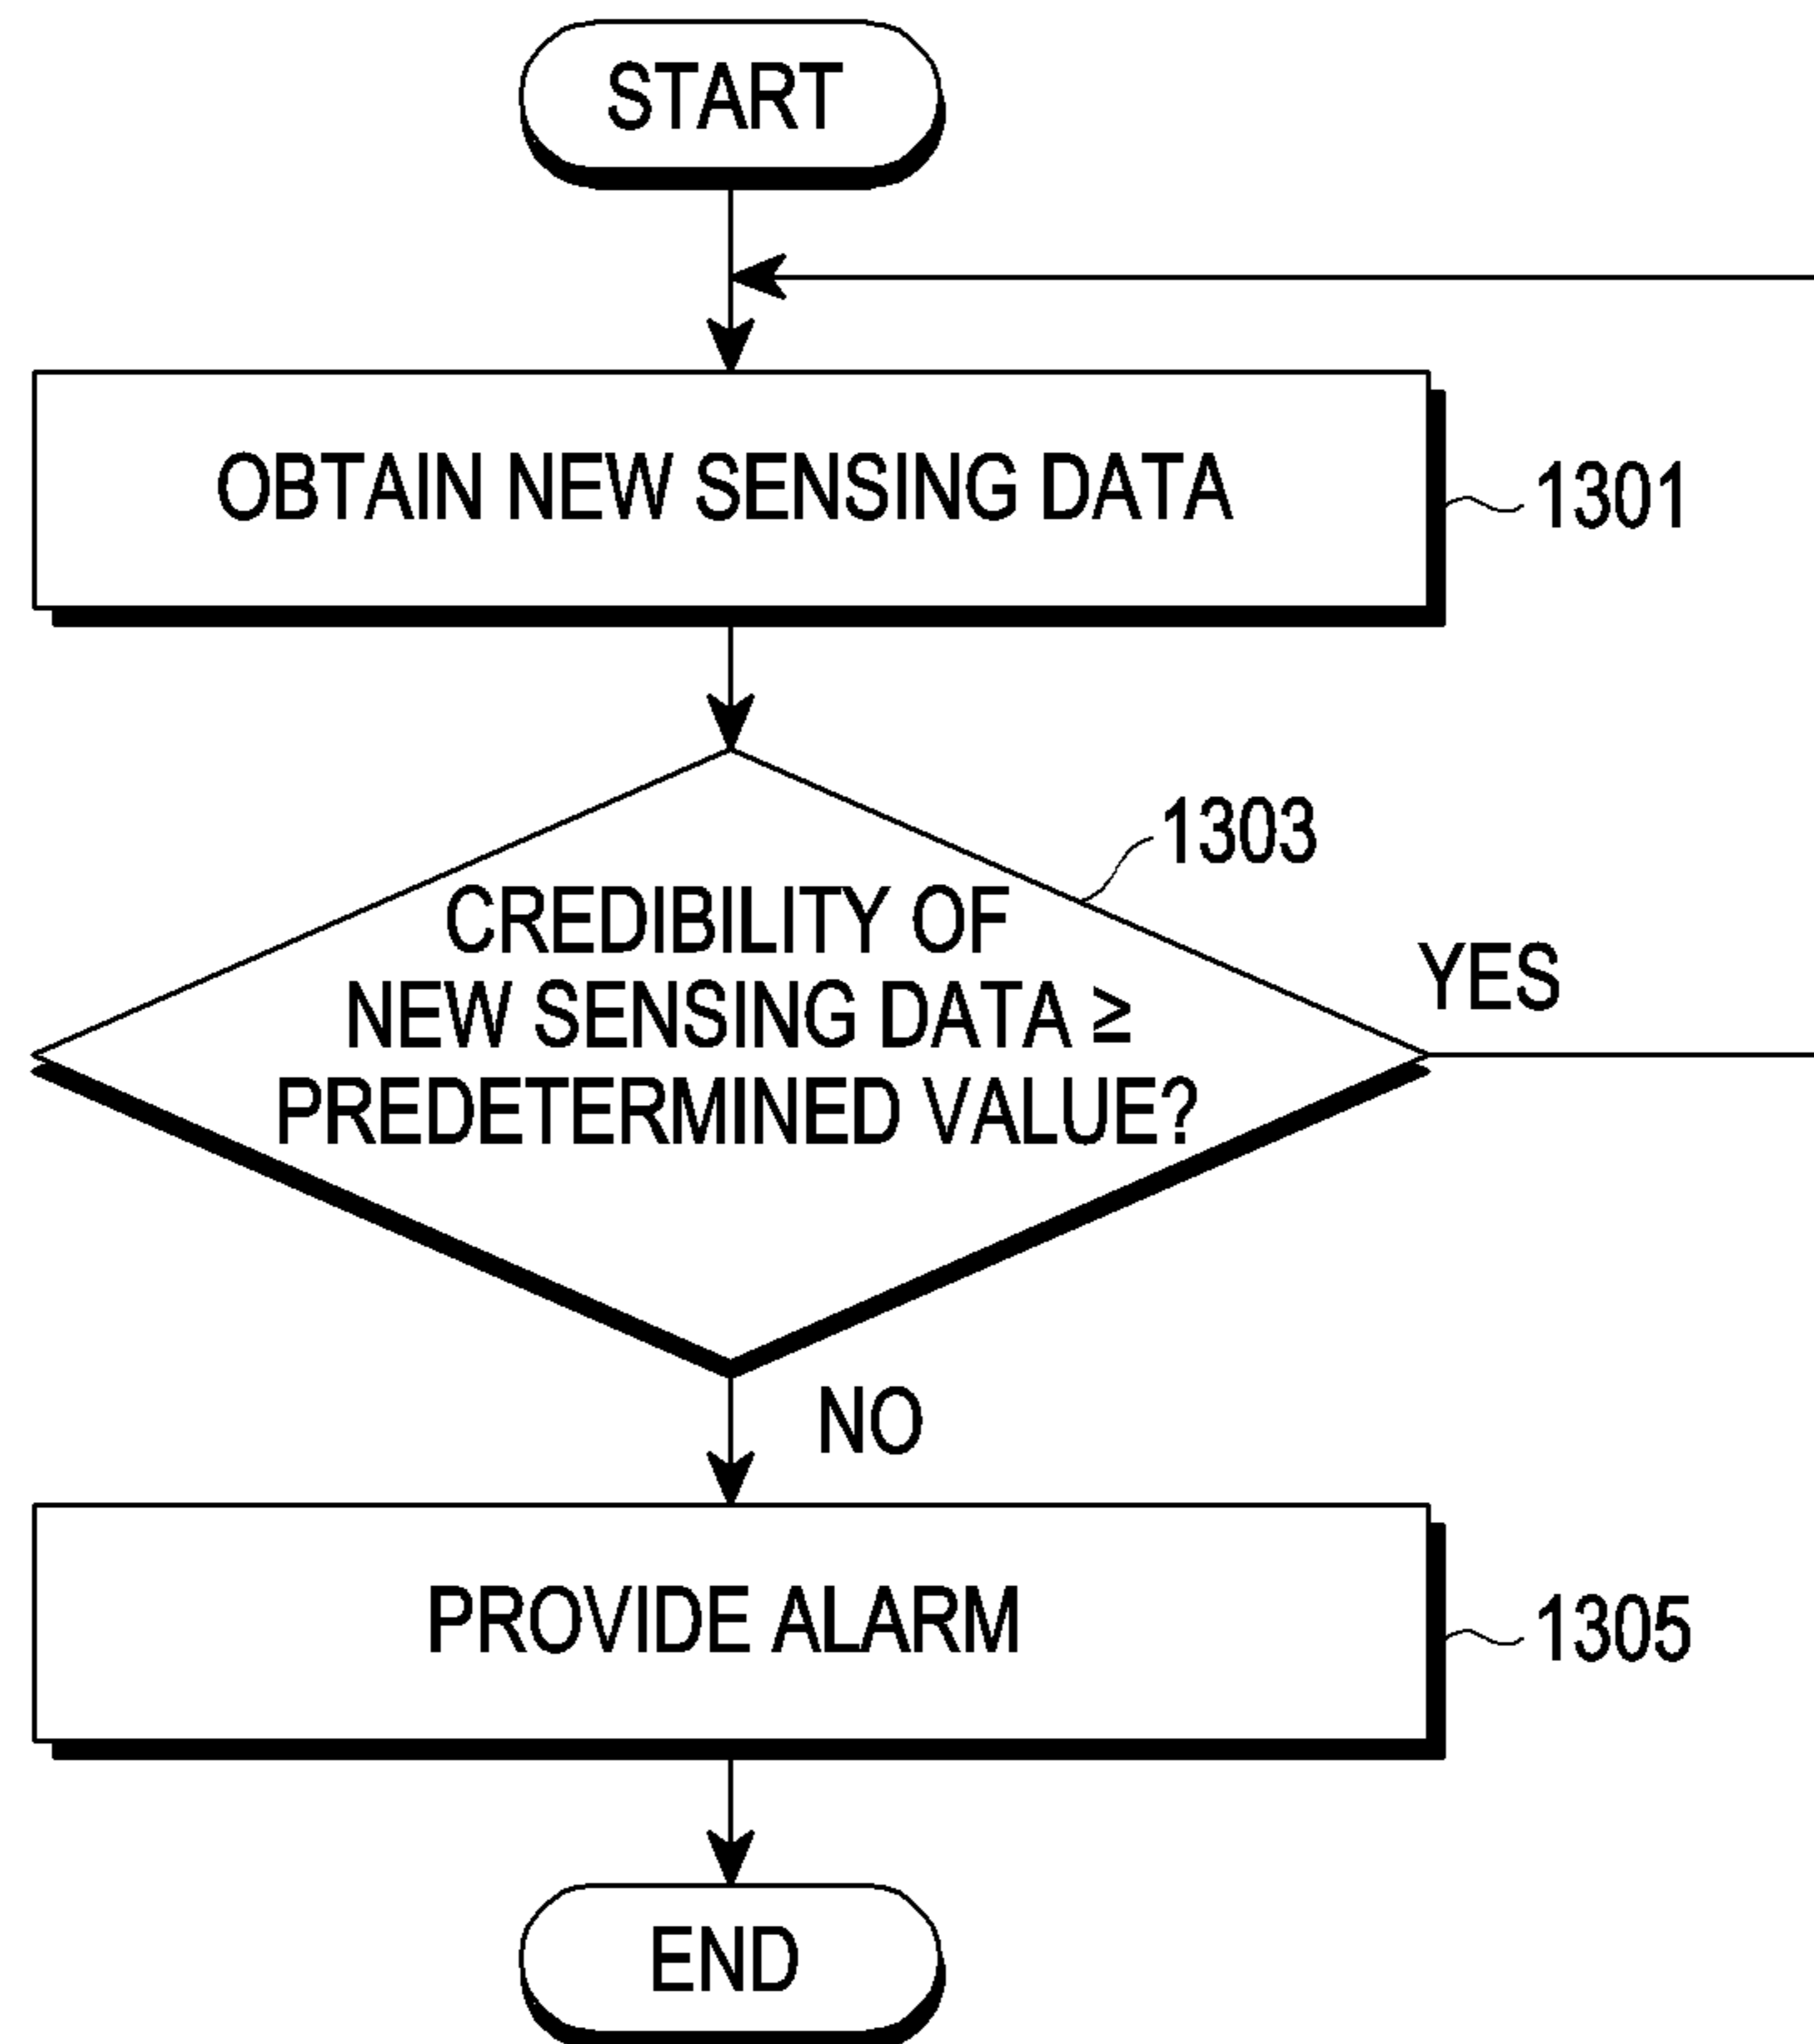 START
OBTAIN NEW SENSING DATA
1301
1303
CREDIBILITY OF
NEW SENSING DATA ≥
PREDETERMINED VALUE?
YES
NO
PROVIDE ALARM
1305
END